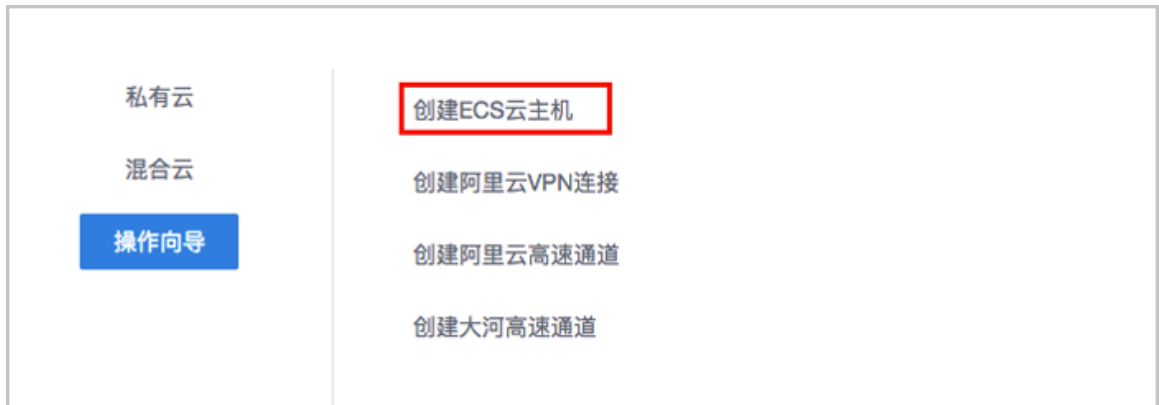 私有云
混合云
操作向导
创建ECS云主机
创建阿里云VPN连接
创建阿里云高速通道
创建大河高速通道